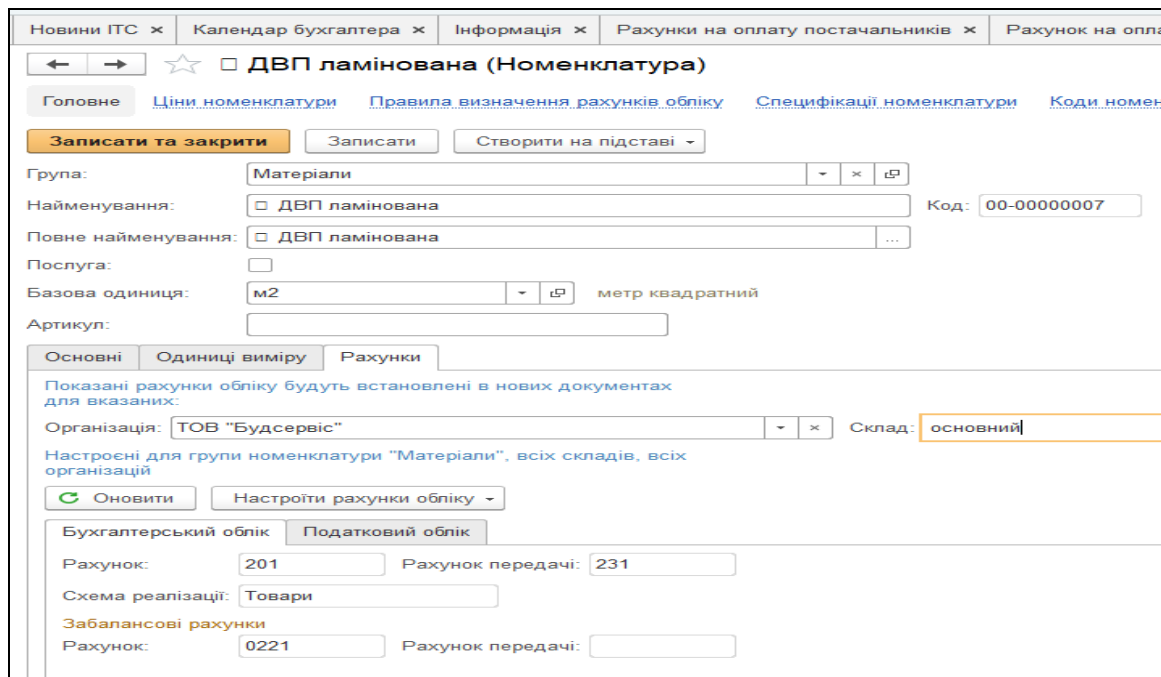 Новини ІТС × Календар бухгалтера × Інформація × Рахунки на оплату постачальників × Рахунок на опла
ДВП ламінована (Номенклатура)
Головне Ціни номенклатури Правила визначення рахунків обліку Специфікації номенклатури Коди номен
Записати та закрити Записати Створити на підставі
Група: Матеріали
Найменування: ДВП ламінована Код: 00-00000007
Повне найменування: ДВП ламінована ...
Послуга:
Базова одиниця: м2 метр квадратний
Артикул:
Основні Одиниці виміру Рахунки
Показані рахунки обліку будуть встановлені в нових документах
для вказаних:
Організація: ТОВ "Будсервіс" Склад: основний
Настроєні для групи номенклатури "Матеріали", всіх складів, всіх
організацій
Оновити Настроїти рахунки обліку
Бухгалтерський облік Податковий облік
Рахунок: 201 Рахунок передачі: 231
Схема реалізації: Товари
Забалансові рахунки
Рахунок: 0221 Рахунок передачі: